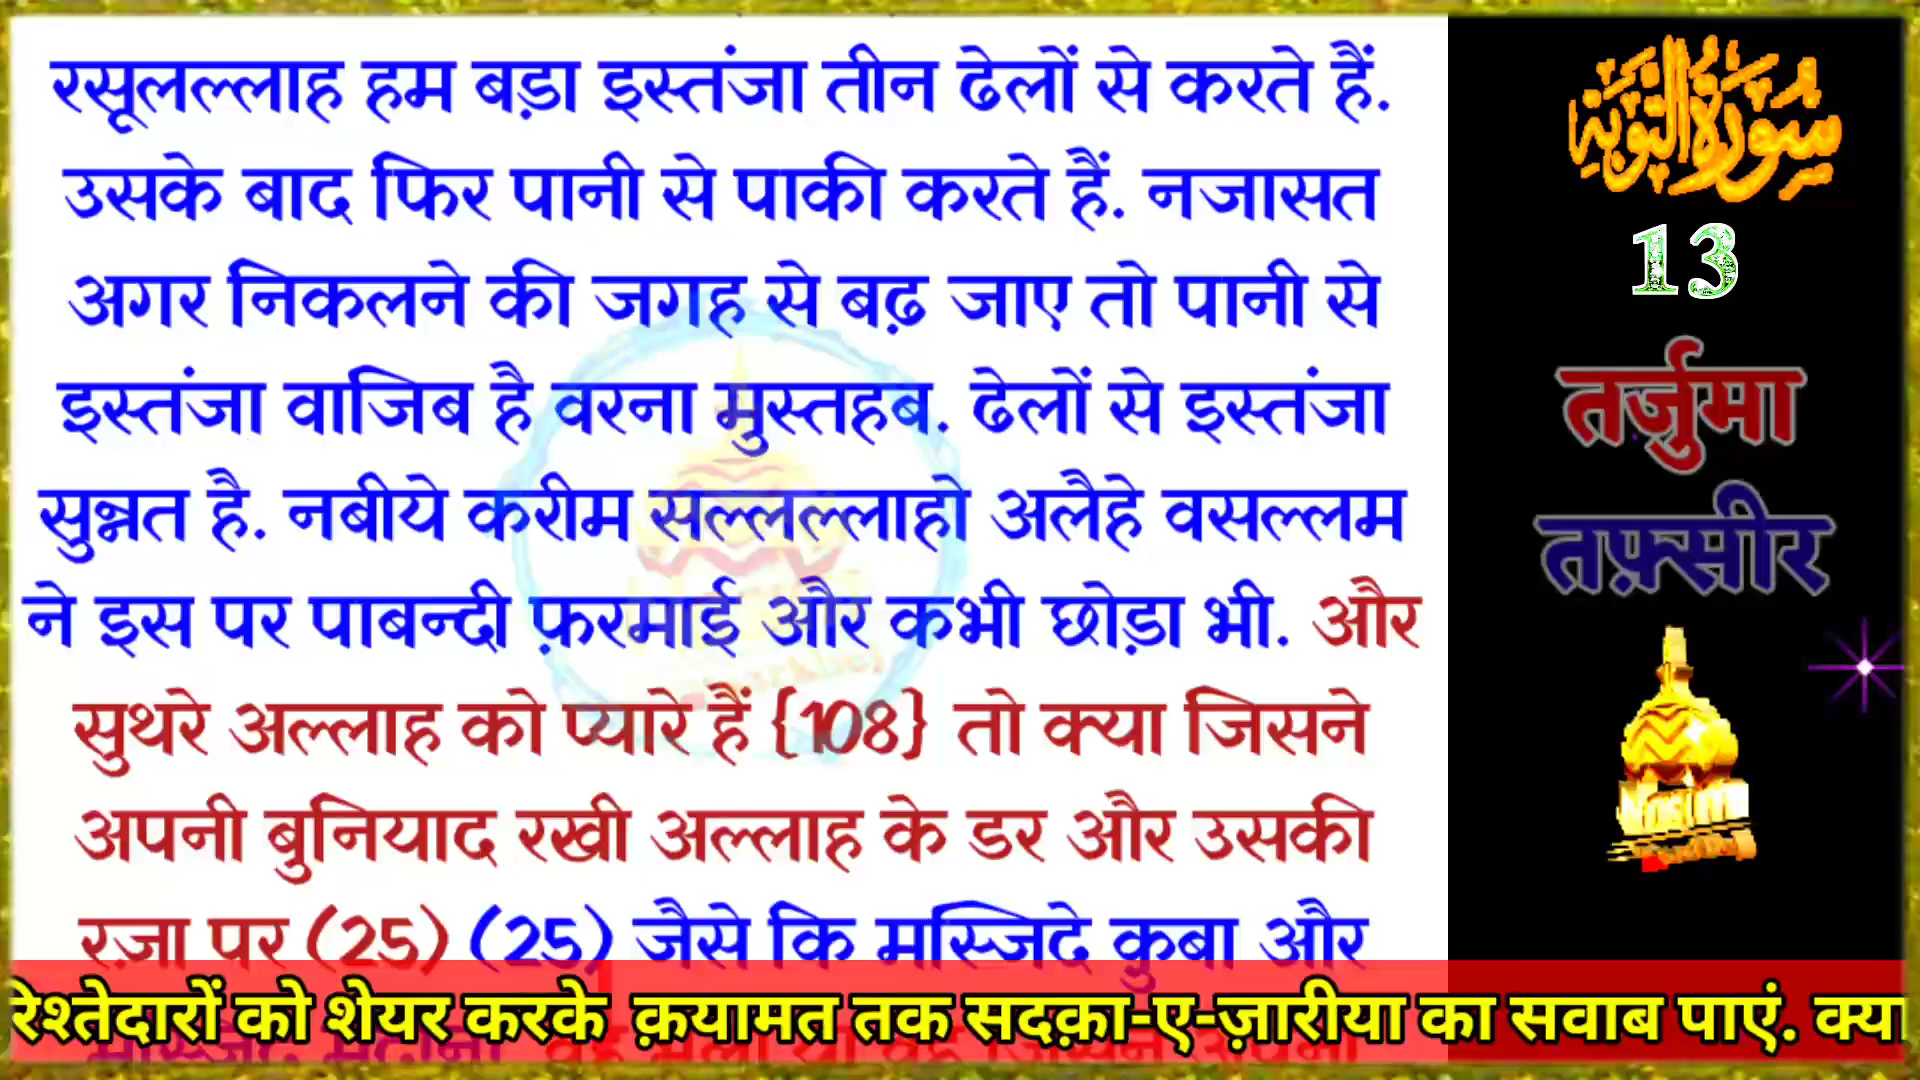 रसूलल्लाह हम बड़ा इस्तंजा तीन ढेलों से करते हैं.
उसके बाद फिर पानी से पाकी करते हैं. नजासत
अगर निकलने की जगह से बढ़ जाए तो पानी से
इस्तंजा वाजिब है वरना मुस्तहब. ढेलों से इस्तंजा
सुन्नत है. नबीये करीम सल्लल्लाहो अलैहे वसल्लम
ने इस पर पाबन्दी फ़रमाई और कभी छोड़ा भी. और
सुथरे अल्लाह को प्यारे हैं {108} तो क्या जिसने
अपनी बुनियाद रखी अल्लाह के डर और उसकी
रज़ा पर (25) (25) जैसे कि मस्जिदे कुबा और
سُوْرَةُ التَّوْبَةِ
13
तर्जुमा
तफ़्सीर
रिश्तेदारों को शेयर करके क़यामत तक सदक़ा-ए-ज़ारीया का सवाब पाएं. क्या